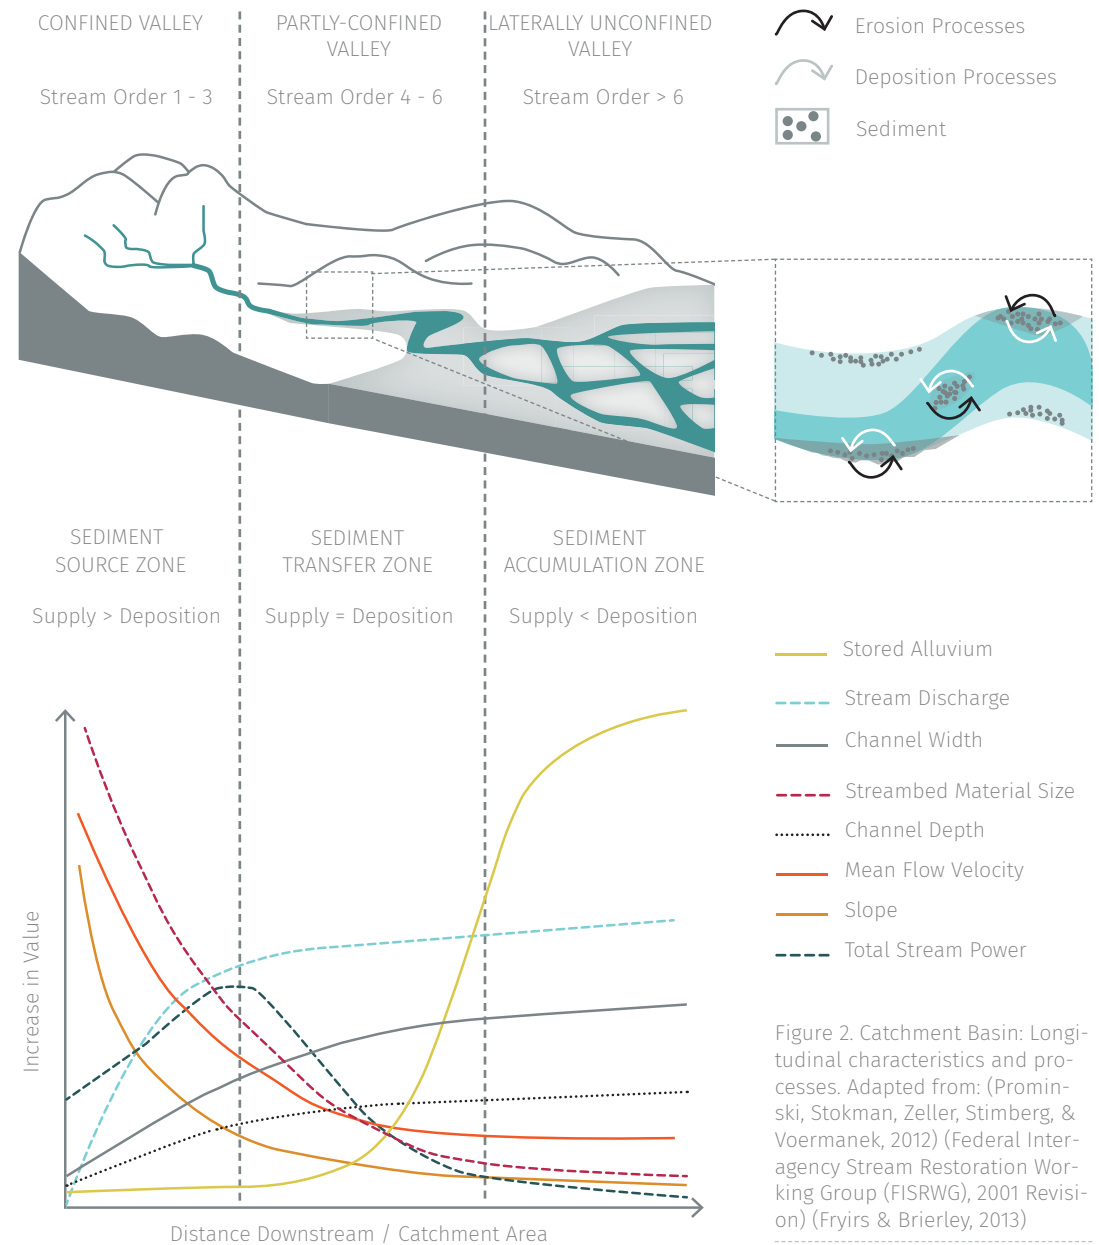 CONFINED VALLEY
PARTLY-CONFINED
VALLEY
LATERALLY UNCONFINED
VALLEY
Stream Order 1 - 3
Stream Order 4 - 6
Stream Order > 6
Erosion Processes
Deposition Processes
Sediment
SEDIMENT
SOURCE ZONE
SEDIMENT
TRANSFER ZONE
SEDIMENT
ACCUMULATION ZONE
Supply > Deposition
Supply = Deposition
Supply < Deposition
Stored Alluvium
Stream Discharge
Channel Width
Streambed Material Size
Channel Depth
Mean Flow Velocity
Slope
Total Stream Power
Increase in Value
Distance Downstream / Catchment Area
Figure 2. Catchment Basin: Longi-
tudinal characteristics and pro-
cesses. Adapted from: (Promin-
ski, Stokman, Zeller, Stimberg, &
Voermanek, 2012) (Federal Inter-
agency Stream Restoration Wor-
king Group (FISRWG), 2001 Revisi-
on) (Fryirs & Brierley, 2013)